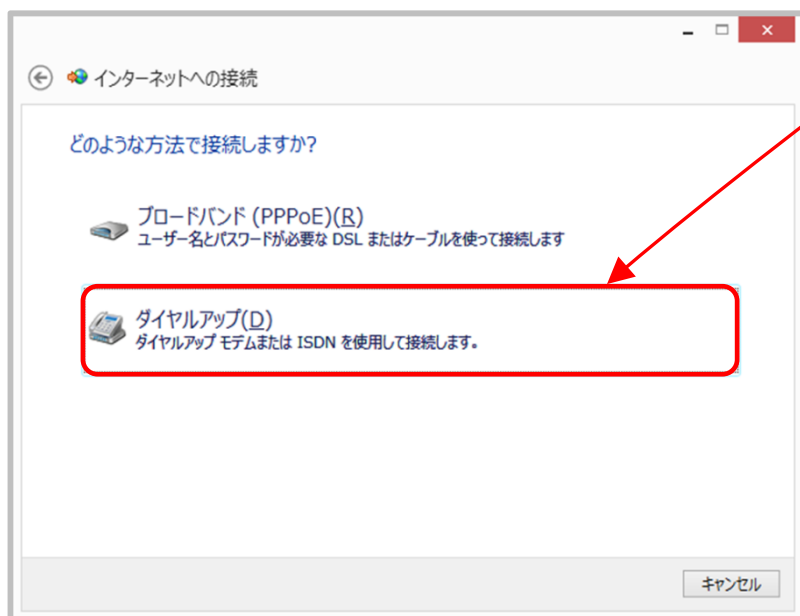 インターネットへの接続
どのような方法で接続しますか?
ブロードバンド (PPPoE)(R)
ユーザー名とパスワードが必要な DSL またはケーブルを使って接続します
ダイヤルアップ(D)
ダイヤルアップ モデムまたは ISDN を使用して接続します。
キャンセル